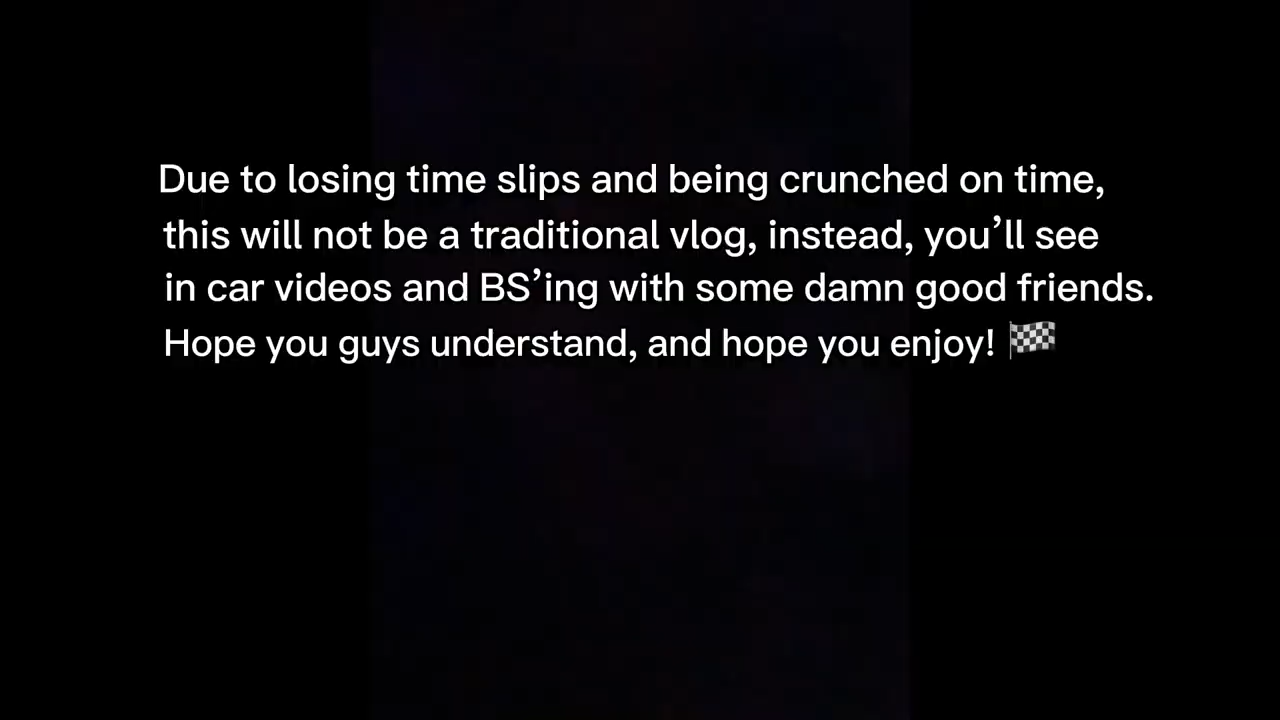 Due to losing time slips and being crunched on time,
this will not be a traditional vlog, instead, you’ll see
in car videos and BS’ing with some damn good friends.
Hope you guys understand, and hope you enjoy! 🏁